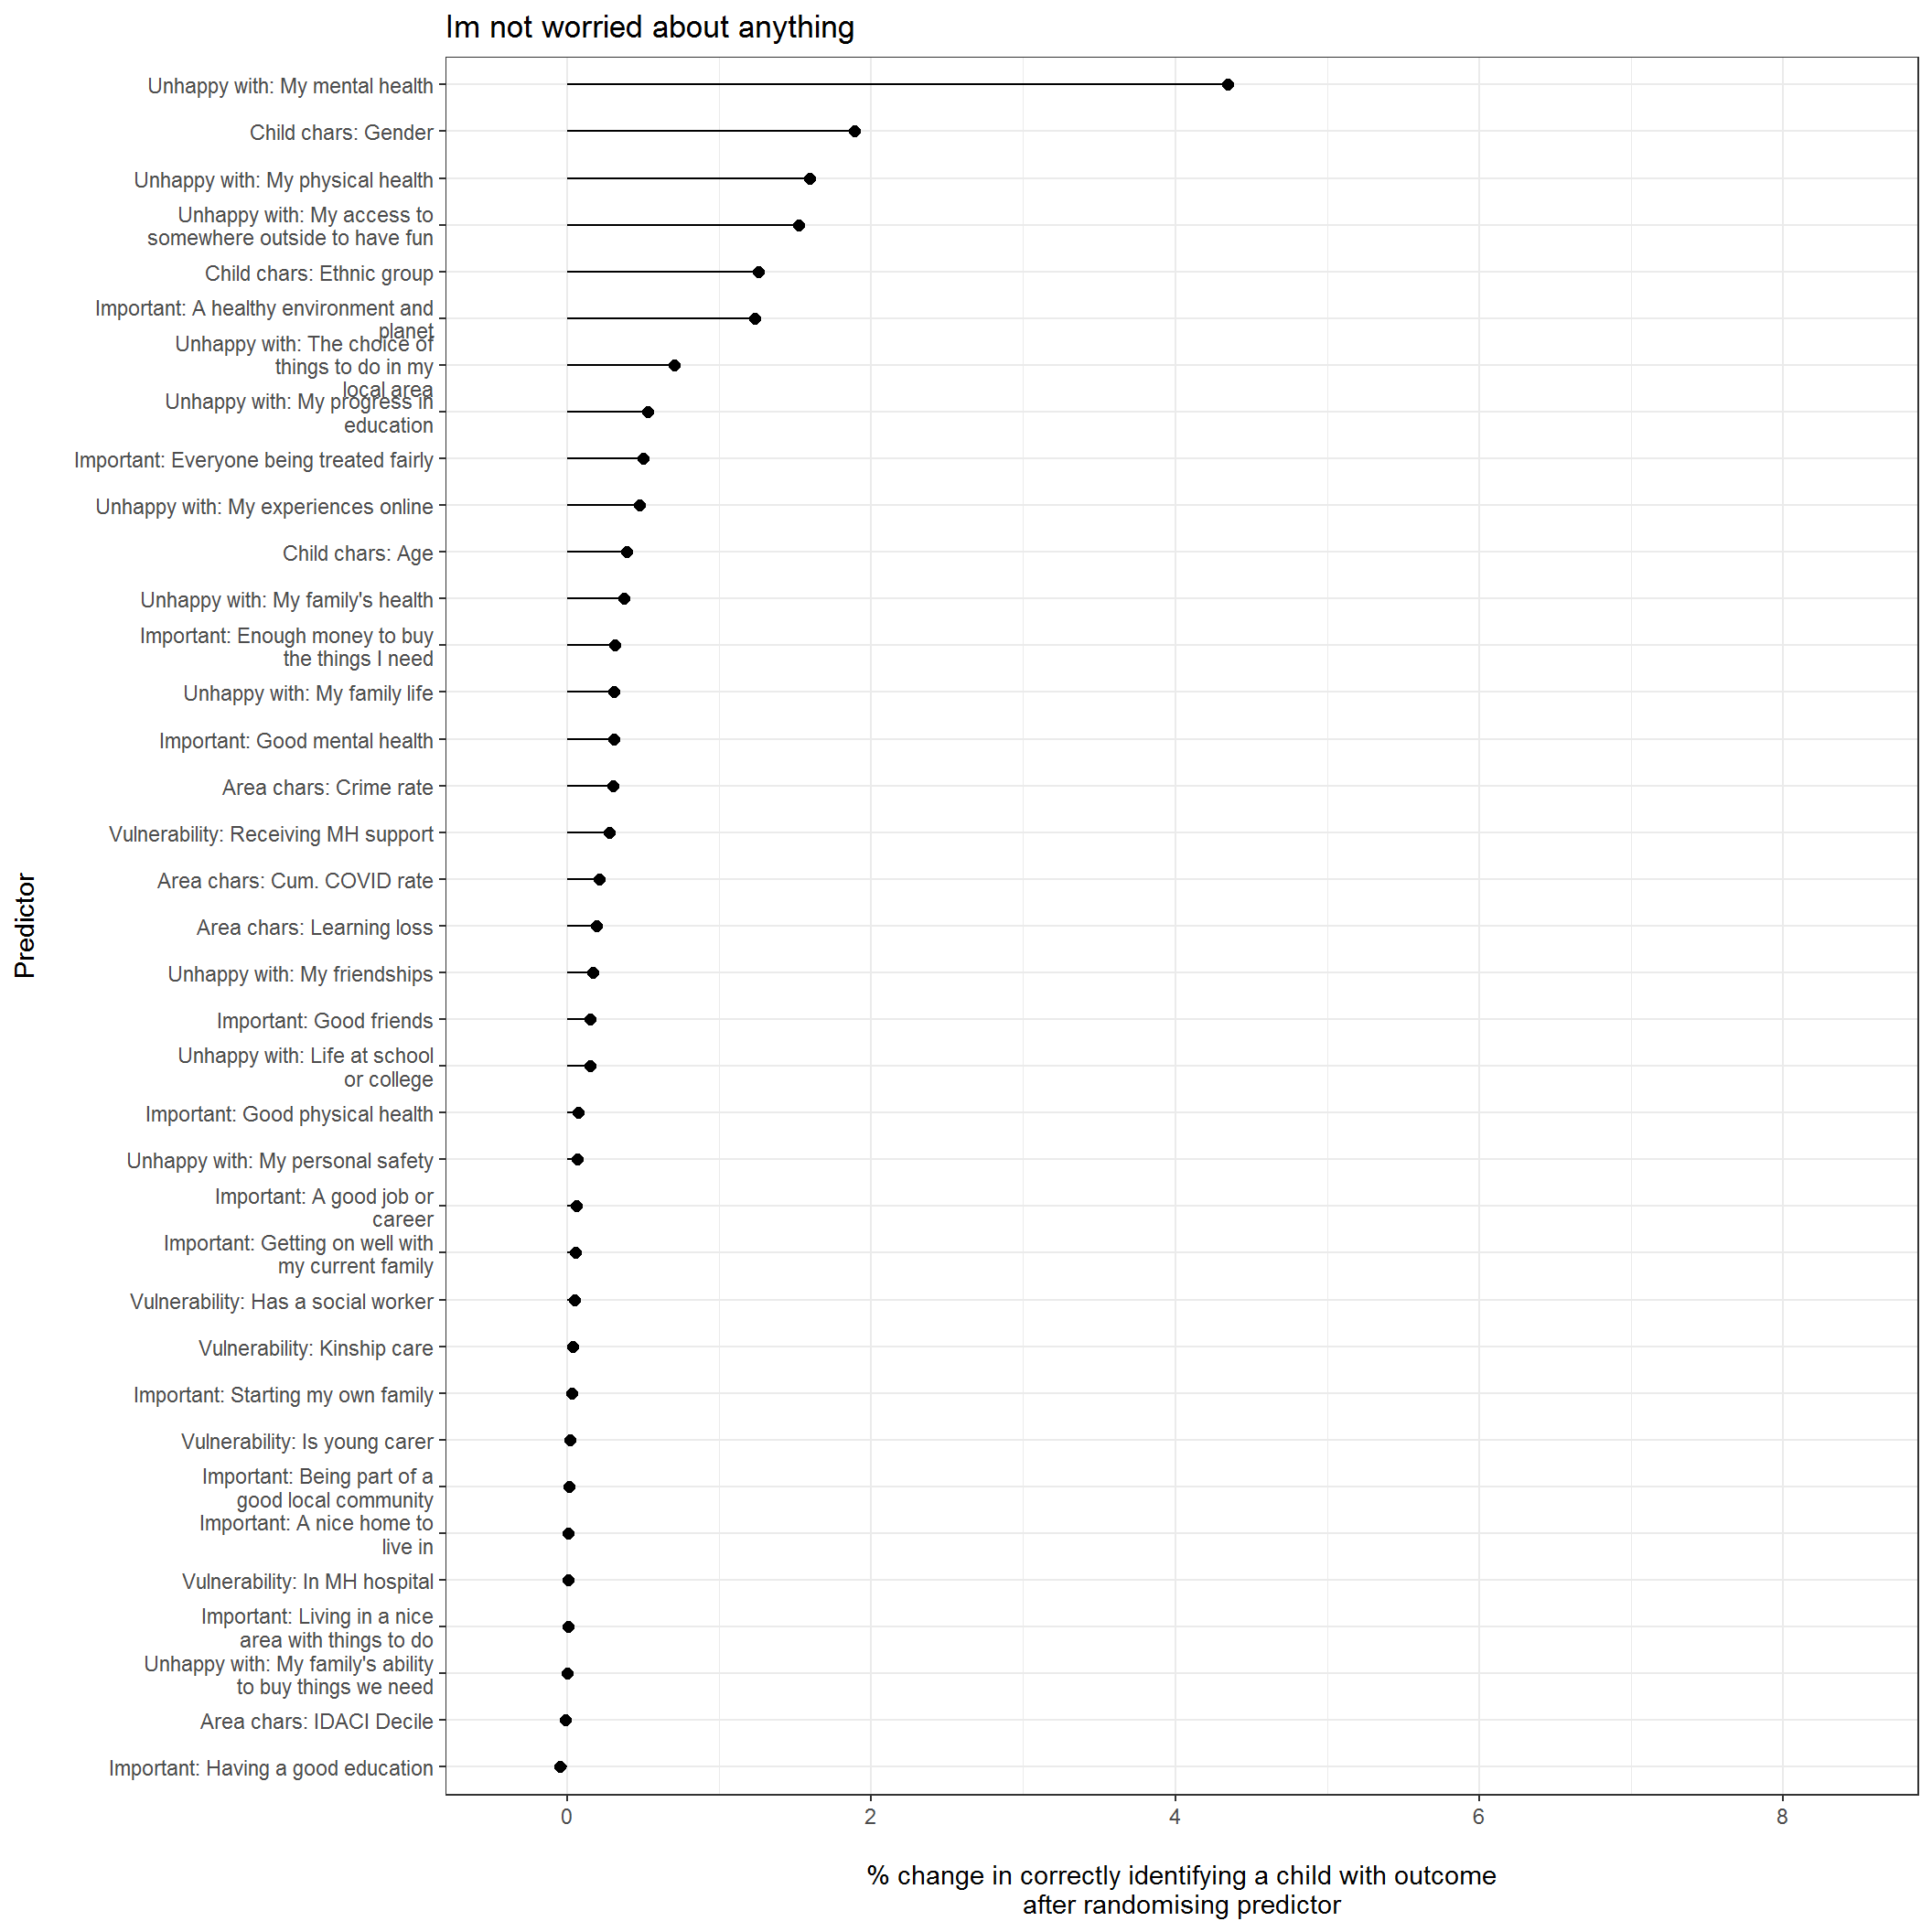 Im not worried about anything
Unhappy with: My mental health
Child chars: Gender
Unhappy with: My physical health
Unhappy with: My access to
somewhere outside to have fun
Child chars: Ethnic group
Important: A healthy environment and
planet
Unhappy with: The choice of
things to do in my
local area
Unhappy with: My progress in
education
Important: Everyone being treated fairly
Unhappy with: My experiences online
Child chars: Age
Unhappy with: My family's health
Important: Enough money to buy
the things I need
Unhappy with: My family life
Important: Good mental health
Area chars: Crime rate
Vulnerability: Receiving MH support
Area chars: Cum. COVID rate
Area chars: Learning loss
Unhappy with: My friendships
Important: Good friends
Unhappy with: Life at school
or college
Important: Good physical health
Unhappy with: My personal safety
Important: A good job or
career
Important: Getting on well with
my current family
Vulnerability: Has a social worker
Vulnerability: Kinship care
Important: Starting my own family
Vulnerability: Is young carer
Important: Being part of a
good local community
Important: A nice home to
live in
Vulnerability: In MH hospital
Important: Living in a nice
area with things to do
Unhappy with: My family's ability
to buy things we need
Area chars: IDACI Decile
Important: Having a good education
Predictor
0 2 4 6 8
% change in correctly identifying a child with outcome
after randomising predictor